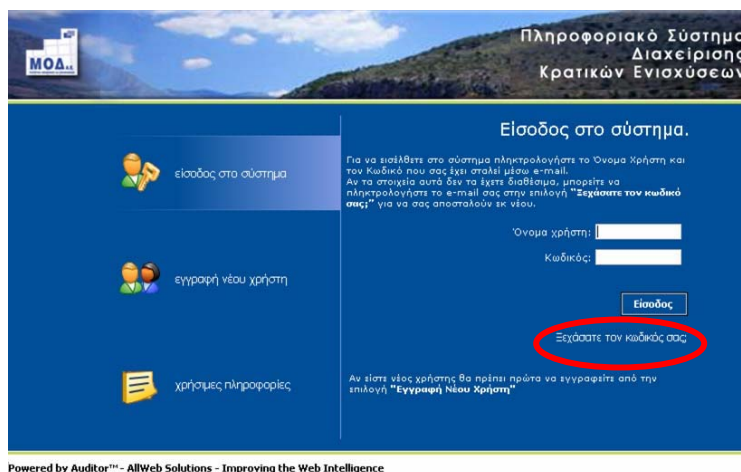 ΜΟΔ Α.Ε.
Πληροφοριακό Σύστημα
Διαχείρισης
Κρατικών Ενισχύσεων
Είσοδος στο σύστημα.
είσοδος στο σύστημα
Για να εισέλθετε στο σύστημα πληκτρολογήστε το Όνομα Χρήστη και
τον Κωδικό που σας έχει σταλεί μέσω e-mail.
Αν τα στοιχεία αυτό δεν τα έχετε διαθέσιμα, μπορείτε να
πληκτρολογήστε το e-mail σας στην επιλογή "Ξεχάσατε τον κωδικό
σας;" για να σας αποσταλούν εκ νέου.
Όνομα χρήστη:
Κωδικός:
εγγραφή νέου χρήστη
Είσοδος
Ξεχάσατε τον κωδικός σας;
χρήσιμες πληροφορίες
Αν είστε νέος χρήστης θα πρέπει πρώτα να εγγραφείτε από την
επιλογή "Εγγραφή Νέου Χρήστη"
Powered by Auditor™ - AllWeb Solutions - Improving the Web Intelligence